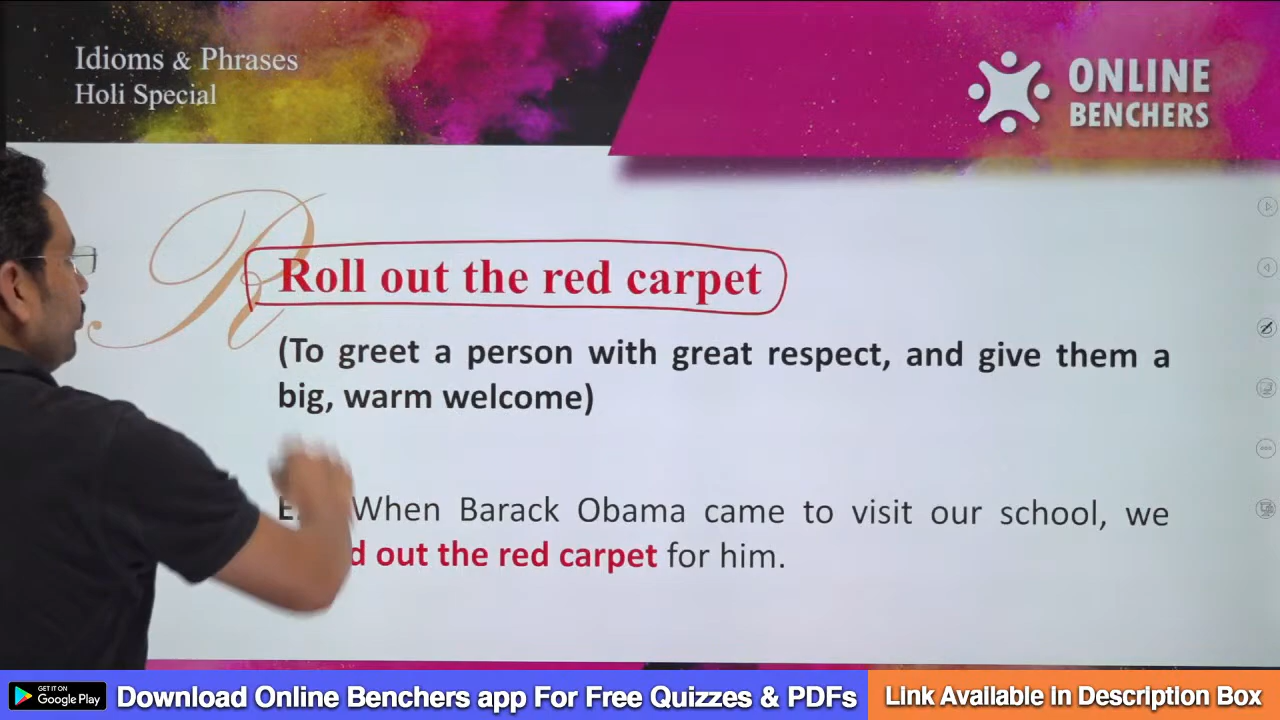 Idioms & Phrases
Holi Special
ONLINE
BENCHERS
R
Roll out the red carpet
(To greet a person with great respect, and give them a
big, warm welcome)
When Barack Obama came to visit our school, we
out the red carpet for him.
GET IT ON
Google Play
Download Online Benchers app For Free Quizzes & PDFs
Link Available In Description Box